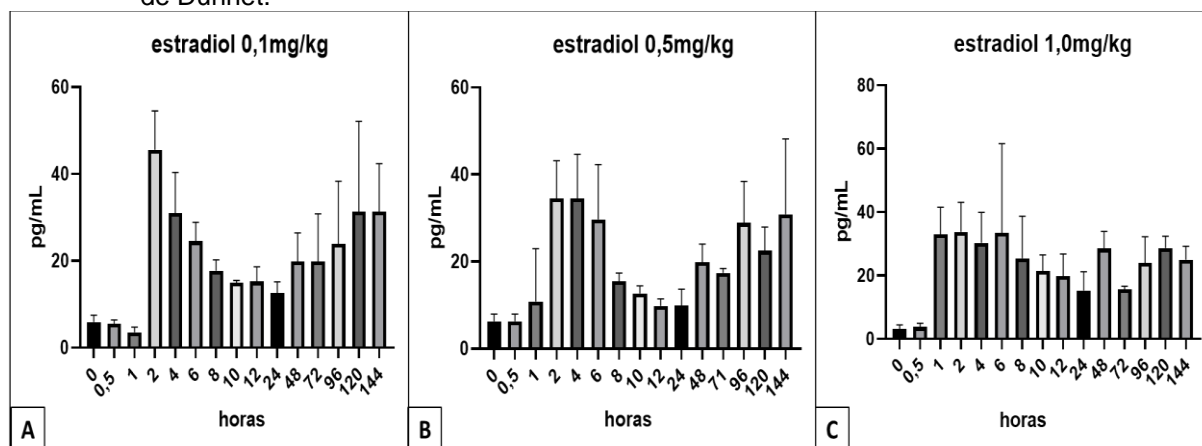 de Dunnet.
estradiol 0,1mg/kg
60
40
20
0
pg/mL
0 0,5 1 2 4 6 8 10 12 24 48 72 96 120 144
horas
A
estradiol 0,5mg/kg
60
40
20
0
pg/mL
0 0,5 1 2 4 6 8 10 12 24 48 71 96 120 144
horas
B
estradiol 1,0mg/kg
80
60
40
20
0
pg/mL
0 0,5 1 2 4 6 8 10 12 24 48 72 96 120 144
horas
C